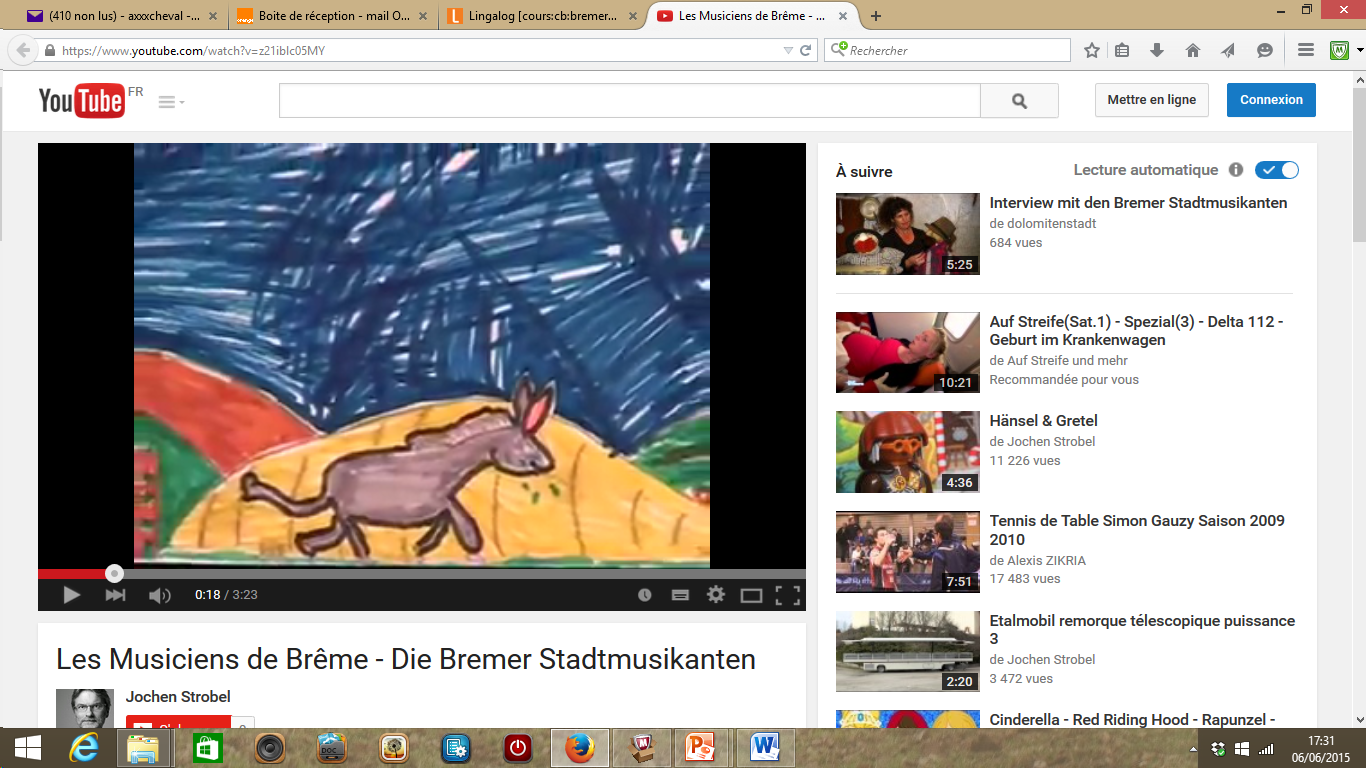 (410 non lus) - axxxcheval -...
Boite de réception - mail O...
Lingalog [cours:cb:bremer...
Les Musiciens de Brême - ...
https://www.youtube.com/watch?v=z21iblc05MY
Rechercher
YouTube FR
Mettre en ligne
Connexion
À suivre
Lecture automatique
Interview mit den Bremer Stadtmusikanten
de dolomitenstadt
684 vues
5:25
Auf Streife(Sat.1) - Spezial(3) - Delta 112 -
Geburt im Krankenwagen
de Auf Streife und mehr
Recommandée pour vous
10:21
Hänsel & Gretel
de Jochen Strobel
11 226 vues
4:36
Tennis de Table Simon Gauzy Saison 2009
2010
de Alexis ZIKRIA
17 483 vues
7:51
Etalmobil remorque télescopique puissance
3
de Jochen Strobel
3 472 vues
2:20
Cinderella - Red Riding Hood - Rapunzel -
0:18 / 3:23
Les Musiciens de Brême - Die Bremer Stadtmusikanten
Jochen Strobel
17:31
06/06/2015